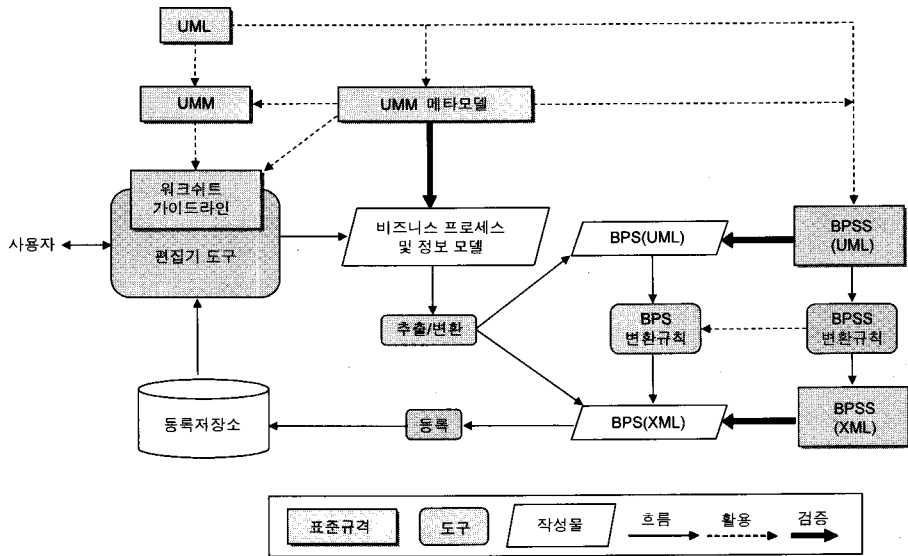 UML
UMM
UMM 메타모델
워크쉬트
가이드라인
사용자
편집기 도구
비즈니스 프로세스
및 정보 모델
BPS(UML)
BPSS
(UML)
추출/변환
BPS
변환규칙
BPSS
변환규칙
등록저장소
등록
BPS(XML)
BPSS
(XML)
표준규격
도구
작성물
흐름
활용
검증